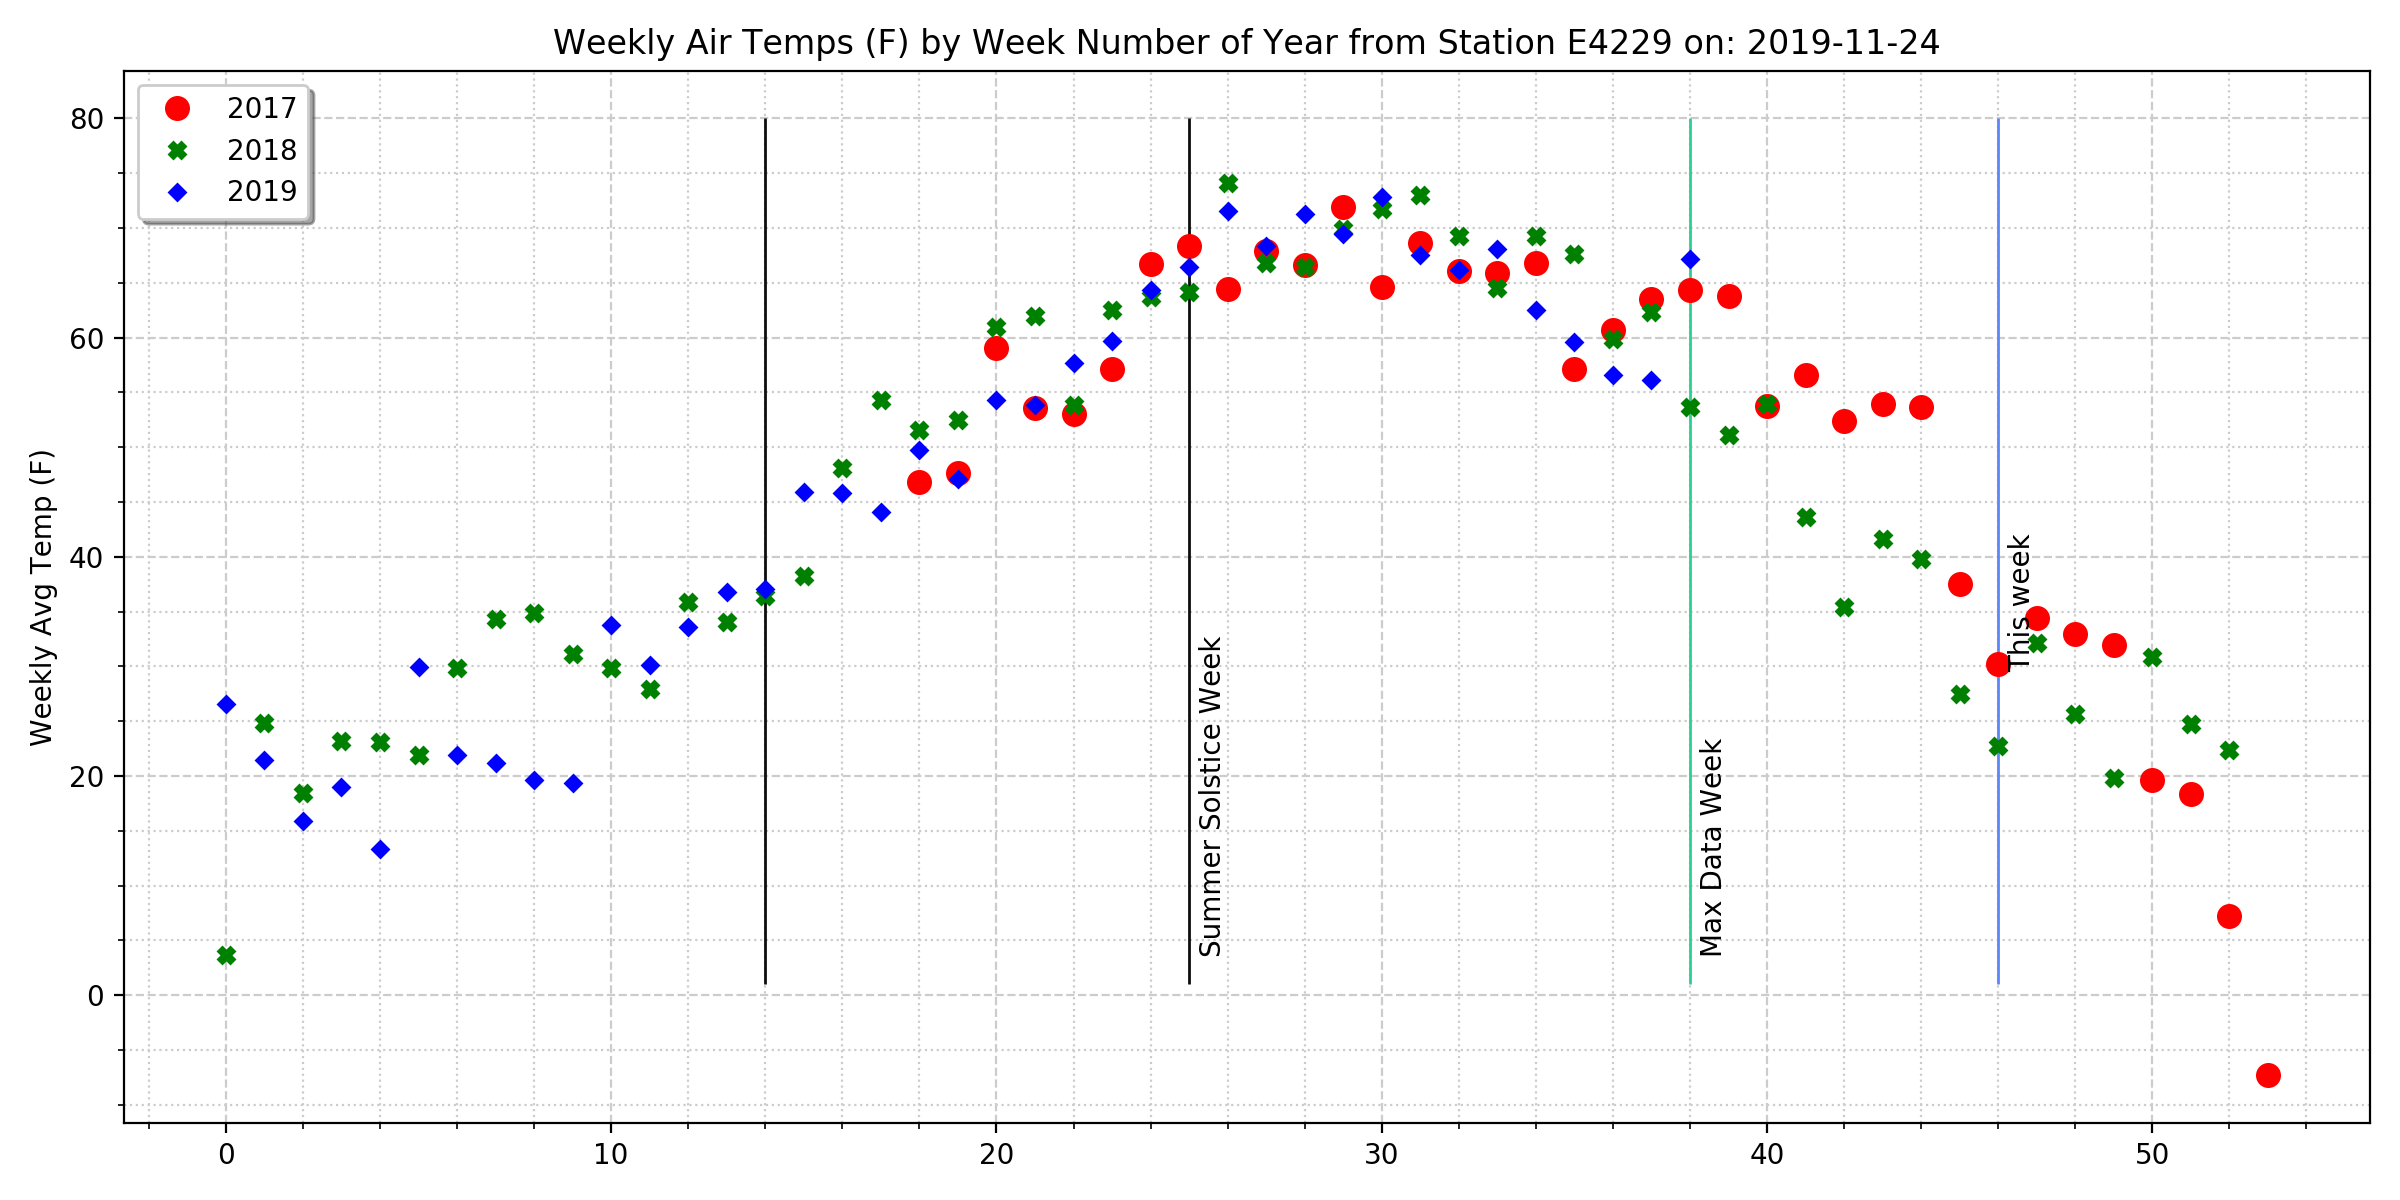 Weekly Air Temps (F) by Week Number of Year from Station E4229 on: 2019-11-24
2017
2018
2019
80
60
40
20
0
Weekly Avg Temp (F)
Summer Solstice Week
Max Data Week
This week
0
10
20
30
40
50